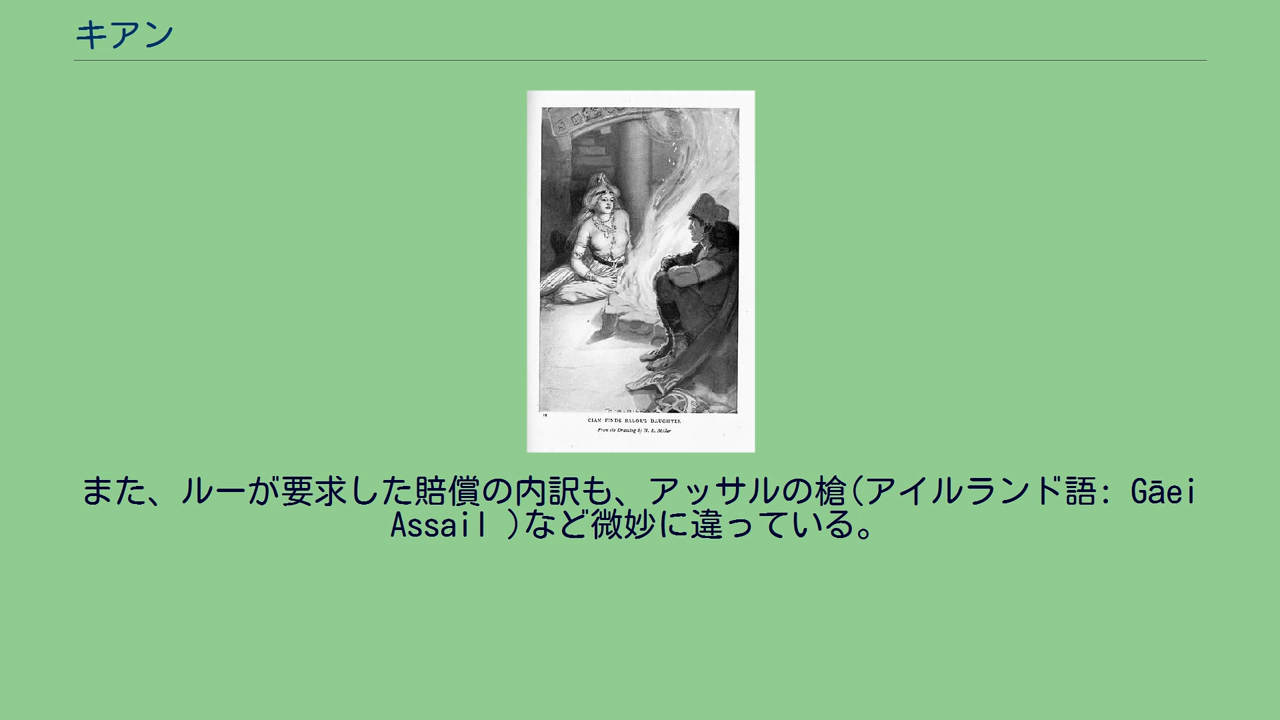 キアン
CIAN FINDS BALOR'S DAUGHTER
From the Drawing by H. R. Millar
また、ルーが要求した賠償の内訳も、アッサルの槍(アイルランド語: Gāei
Assail )など微妙に違っている。